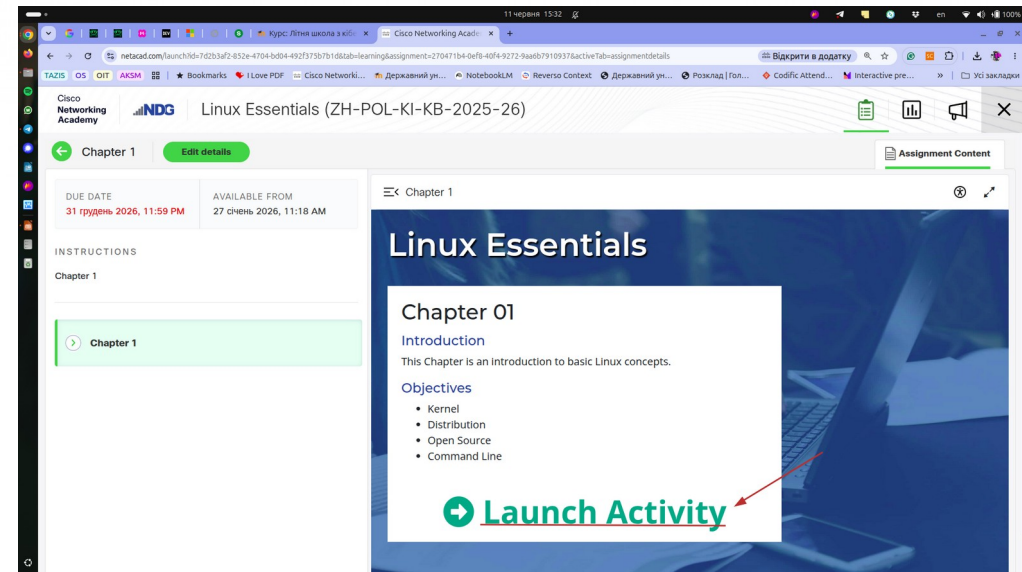 11 червня 15:32
en
100%
Курс: Літня школа з кібе
Cisco Networking Academ
netacad.com/launch?id=7d2b3af2-852e-4704-bd04-492f375b7b1d&tab=learning&assignment=270471b4-0ef8-40f4-9272-9aa6b7910937&activeTab=assignmentdetails
Відкрити в додатку
TAZIS
OS
OIT
AKSM
Bookmarks
I Love PDF
Cisco Networki...
Державний ун...
NotebookLM
Reverso Context
Державний ун...
Розклад | Гол...
Codific Attend...
Interactive pre...
»
Усі закладки
Cisco
Networking
Academy
NDG
Linux Essentials (ZH-POL-KI-KB-2025-26)
Chapter 1
Edit details
Assignment Content
DUE DATE
31 грудень 2026, 11:59 PM
AVAILABLE FROM
27 січень 2026, 11:18 AM
INSTRUCTIONS
Chapter 1
Chapter 1
Chapter 1
Linux Essentials
Chapter 01
Introduction
This Chapter is an introduction to basic Linux concepts.
Objectives
• Kernel
• Distribution
• Open Source
• Command Line
Launch Activity